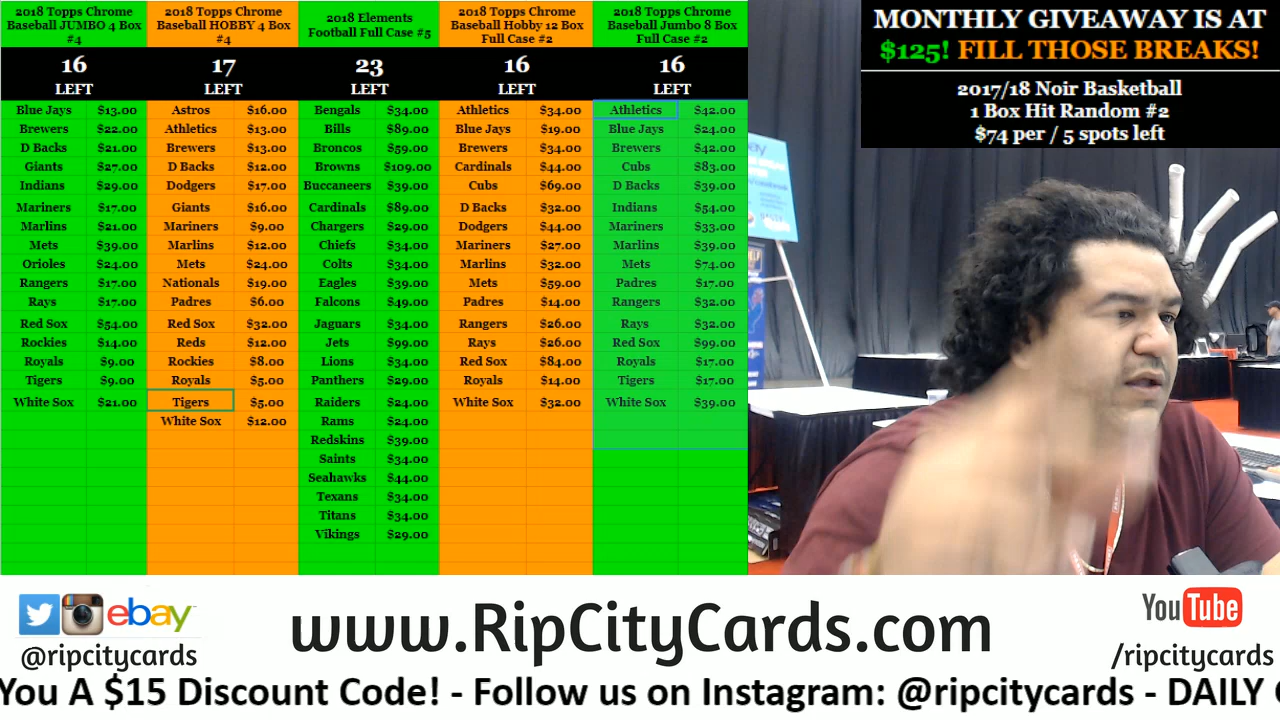 2018 Topps Chrome Baseball JUMBO 4 Box #4
16
LEFT
Blue Jays $13.00
Brewers $22.00
D Backs $21.00
Giants $27.00
Indians $29.00
Mariners $17.00
Marlins $21.00
Mets $39.00
Orioles $24.00
Rangers $17.00
Rays $17.00
Red Sox $54.00
Rockies $14.00
Royals $9.00
Tigers $9.00
White Sox $21.00
2018 Topps Chrome Baseball HOBBY 4 Box #4
17
LEFT
Astros $16.00
Athletics $13.00
Brewers $13.00
D Backs $12.00
Dodgers $17.00
Giants $16.00
Mariners $9.00
Marlins $12.00
Mets $24.00
Nationals $19.00
Padres $6.00
Red Sox $32.00
Reds $12.00
Rockies $8.00
Royals $5.00
Tigers $5.00
White Sox $12.00
2018 Elements Football Full Case #5
23
LEFT
Bengals $34.00
Bills $89.00
Broncos $59.00
Browns $109.00
Buccaneers $39.00
Cardinals $89.00
Chargers $29.00
Chiefs $34.00
Colts $34.00
Eagles $39.00
Falcons $49.00
Jaguars $34.00
Jets $99.00
Lions $34.00
Panthers $29.00
Raiders $24.00
Rams $24.00
Redskins $39.00
Saints $34.00
Seahawks $44.00
Texans $34.00
Titans $34.00
Vikings $29.00
2018 Topps Chrome Baseball Hobby 12 Box Full Case #2
16
LEFT
Athletics $34.00
Blue Jays $19.00
Brewers $34.00
Cardinals $44.00
Cubs $69.00
D Backs $32.00
Dodgers $44.00
Mariners $27.00
Marlins $32.00
Mets $59.00
Padres $14.00
Rangers $26.00
Rays $26.00
Red Sox $84.00
Royals $14.00
White Sox $32.00
2018 Topps Chrome Baseball Jumbo 8 Box Full Case #2
16
LEFT
Athletics $42.00
Blue Jays $24.00
Brewers $42.00
Cubs $83.00
D Backs $39.00
Indians $54.00
Mariners $33.00
Marlins $39.00
Mets $74.00
Padres $17.00
Rangers $32.00
Rays $32.00
Red Sox $99.00
Royals $17.00
Tigers $17.00
White Sox $39.00
MONTHLY GIVEAWAY IS AT
$125! FILL THOSE BREAKS!
2017/18 Noir Basketball
1 Box Hit Random #2
$74 per / 5 spots left
ebay
@ripcitycards
www.RipCityCards.com
YouTube
/ripcitycards
You A $15 Discount Code! - Follow us on Instagram: @ripcitycards - DAILY